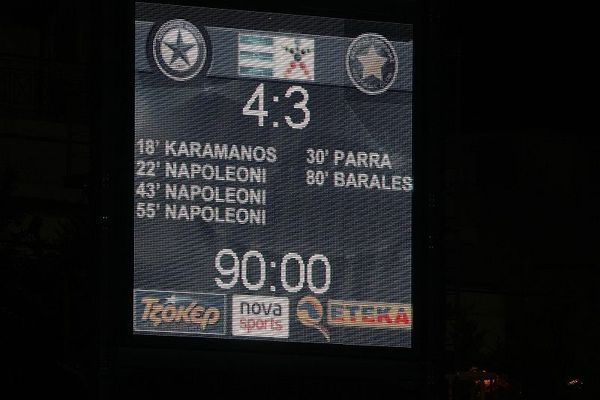 4:3
18' KARAMANOS
22' NAPOLEONI
43' NAPOLEONI
55' NAPOLEONI
30' PARRA
80' BARALES
90:00
ΤΖΟΚΕΡ
nova
sports
ΕΤΕΚΑ